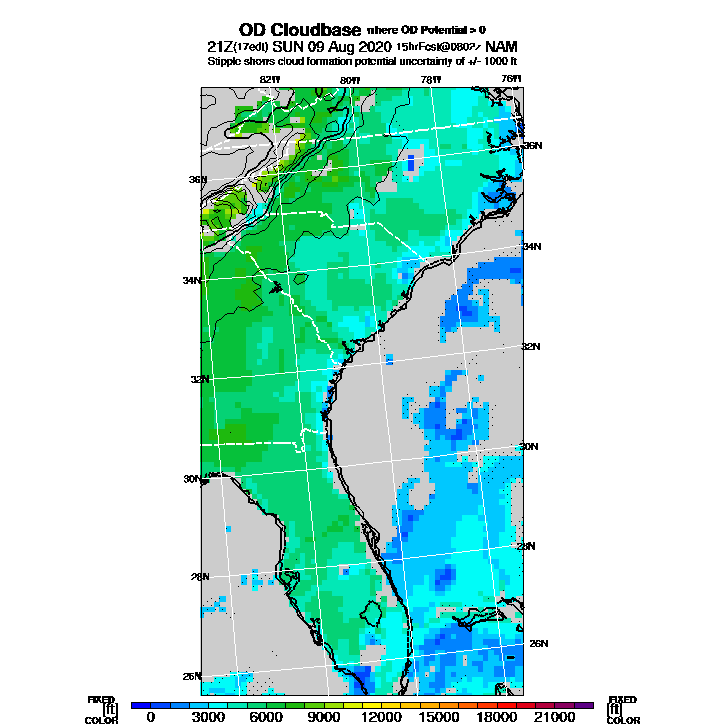 OD Cloudbase where OD Potential > 0
21Z(17edt) SUN 09 Aug 2020 15hrFcst@0802z NAM
Stipple shows cloud formation potential uncertainty of +/- 1000 ft
82W 80W 78W 76W
36N 36N
34N 34N
32N 32N
30N 30N
28N 28N
26N 26N
FIXED FIXED
[ft] [ft]
COLOR COLOR
0 3000 6000 9000 12000 15000 18000 21000